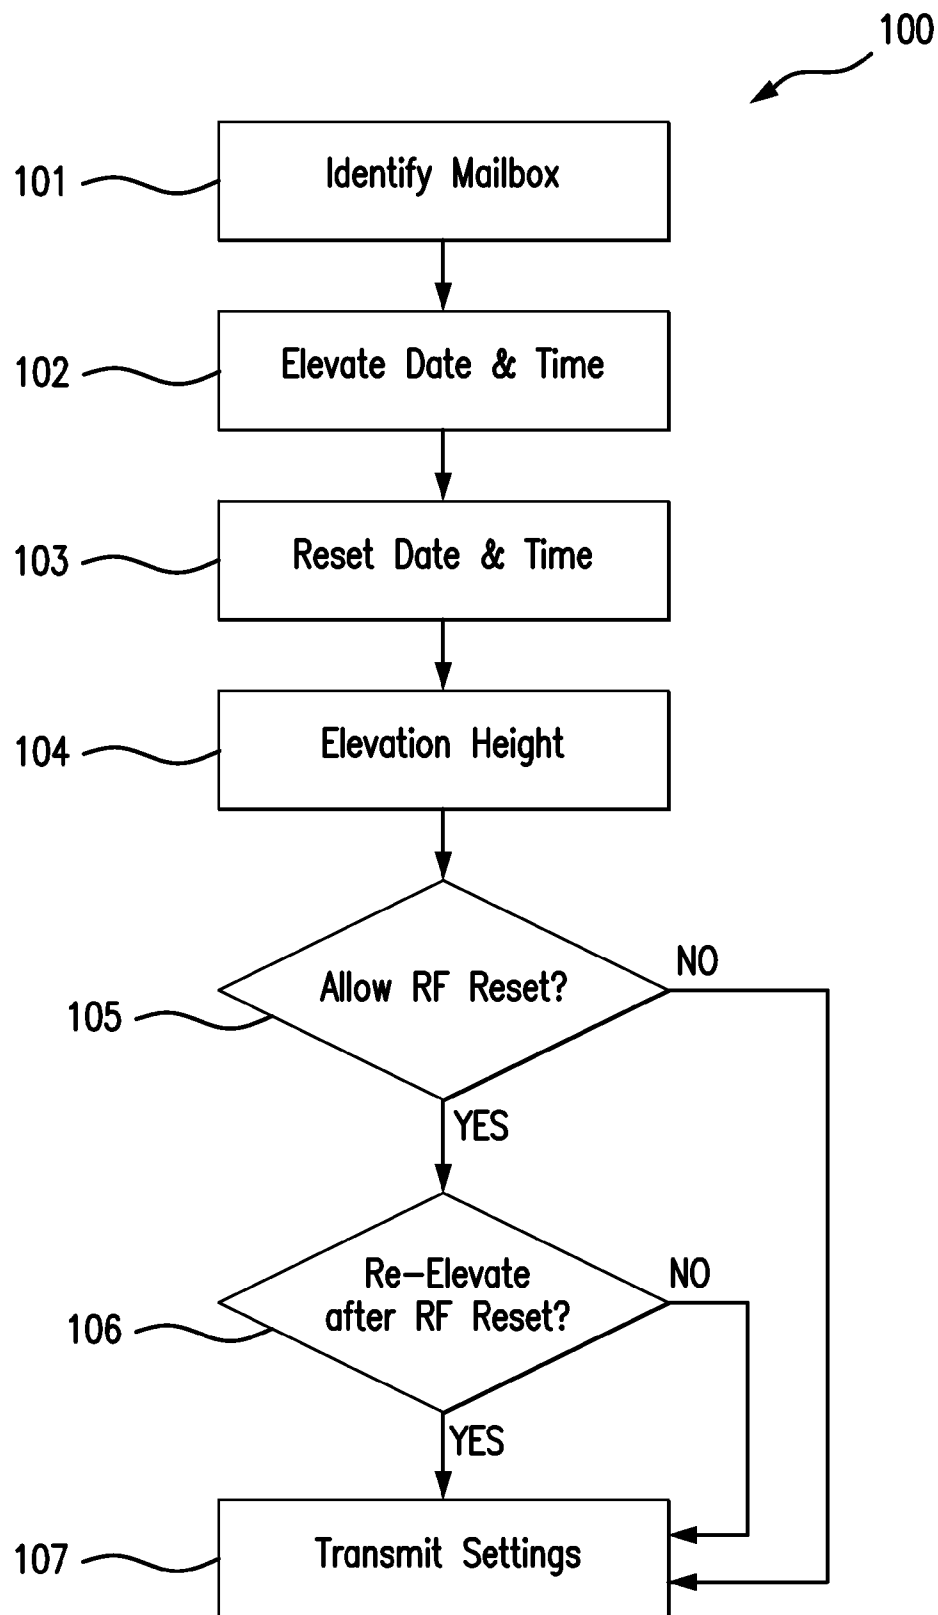 100
101
Identify Mailbox
102
Elevate Date & Time
103
Reset Date & Time
104
Elevation Height
105
Allow RF Reset?
NO
YES
106
Re-Elevate
after RF Reset?
NO
YES
107
Transmit Settings